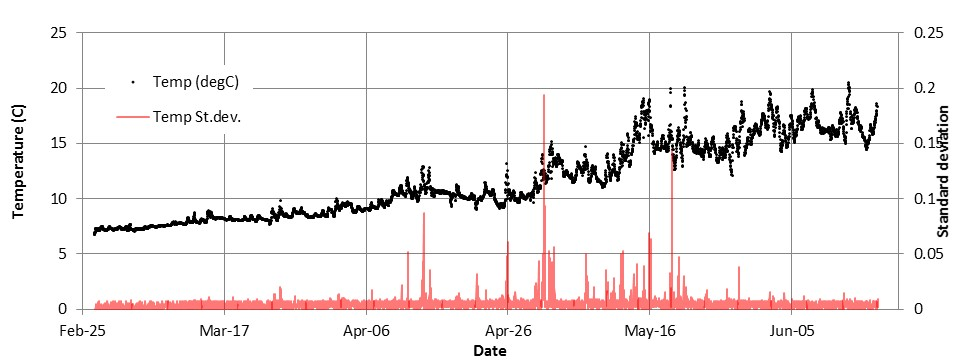 25
20
15
10
5
0
Temperature (C)
Temp (degC)
Temp St.dev.
0.25
0.2
0.15
0.1
0.05
0
Standard deviation
Feb-25 Mar-17 Apr-06 Apr-26 May-16 Jun-05
Date